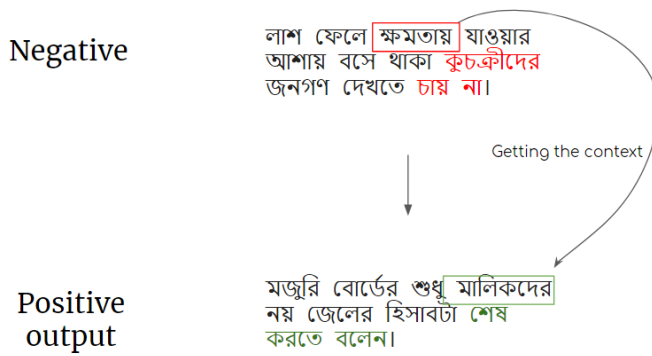 Negative
লাশ ফেলে ক্ষমতায় যাওয়ার
আশায় বসে থাকা কুচক্রীদের
জনগণ দেখতে চায় না।
Getting the context
Positive
output
মজুরি বোর্ডের শুধু মালিকদের
নয় জেলের হিসাবটা শেষ
করতে বলেন।